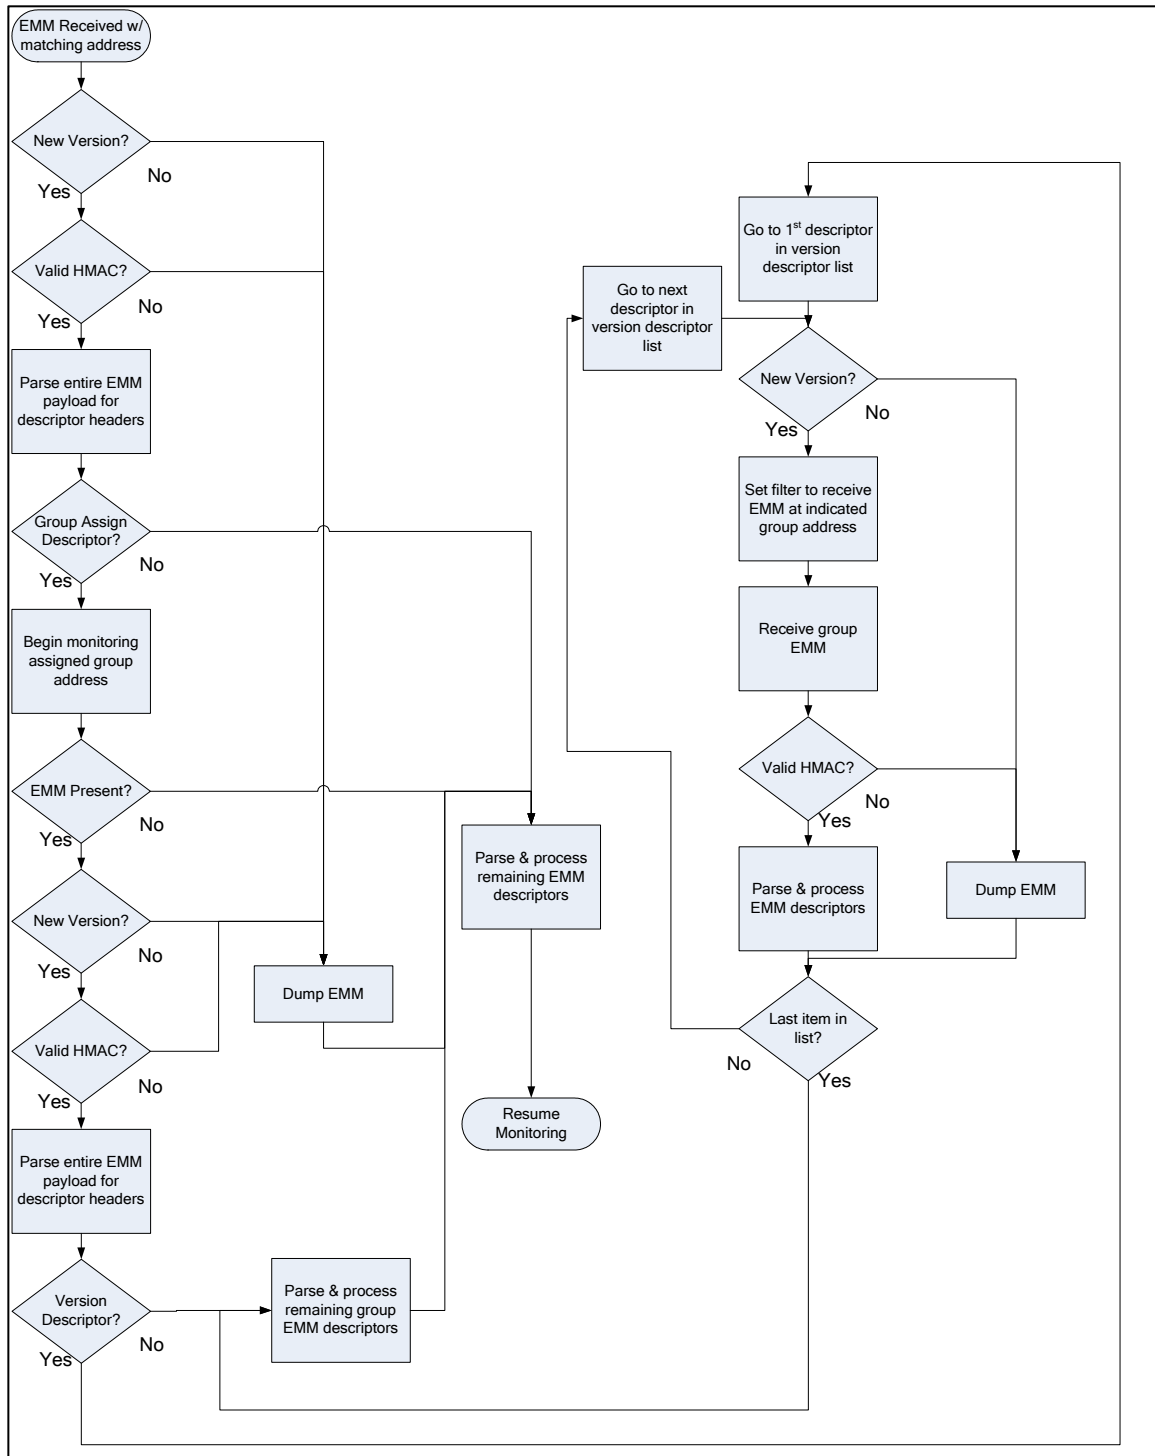 EMM Received w/
matching address
New Version?
No
Yes
Valid HMAC?
No
Yes
Parse entire EMM
payload for
descriptor headers
Group Assign
Descriptor?
No
Yes
Begin monitoring
assigned group
address
EMM Present?
No
Yes
New Version?
No
Yes
Valid HMAC?
No
Yes
Parse entire EMM
payload for
descriptor headers
Version
Descriptor?
No
Yes
Dump EMM
Parse & process
remaining group
EMM descriptors
Parse & process
remaining EMM
descriptors
Resume
Monitoring
Go to 1st descriptor
in version
descriptor list
Go to next
descriptor in
version descriptor
list
New Version?
No
Yes
Set filter to receive
EMM at indicated
group address
Receive group
EMM
Valid HMAC?
No
Yes
Parse & process
EMM descriptors
Dump EMM
Last item in
list?
No
Yes